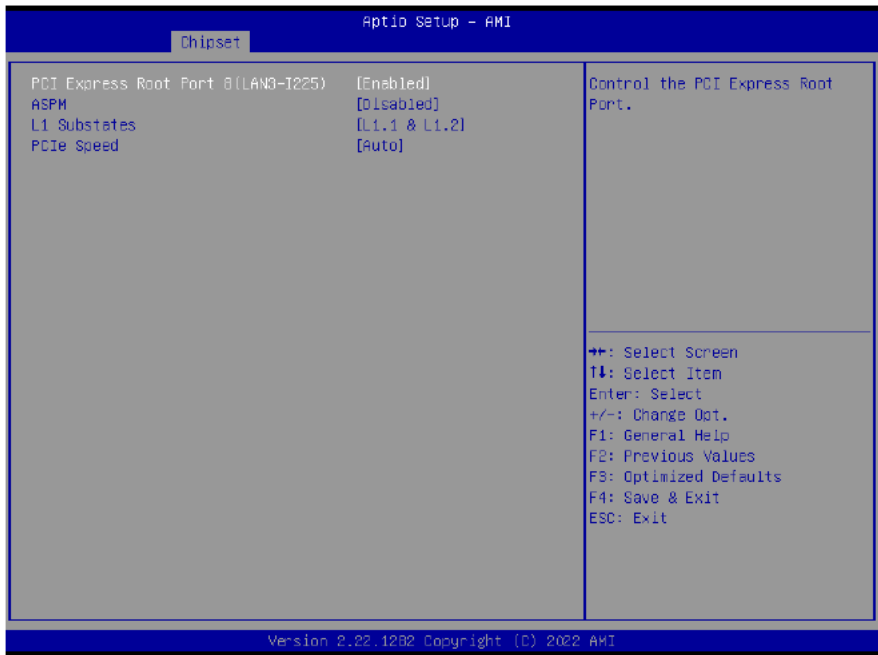 Aptio Setup – AMI
Chipset
PCI Express Root Port 8(LAN3-I225) [Enabled]
ASPM [Disabled]
L1 Substates [L1.1 & L1.2]
PCIe Speed [Auto]
Control the PCI Express Root
Port.
→←: Select Screen
↑↓: Select Item
Enter: Select
+/-: Change Opt.
F1: General Help
F2: Previous Values
F3: Optimized Defaults
F4: Save & Exit
ESC: Exit
Version 2.22.1282 Copyright (C) 2022 AMI